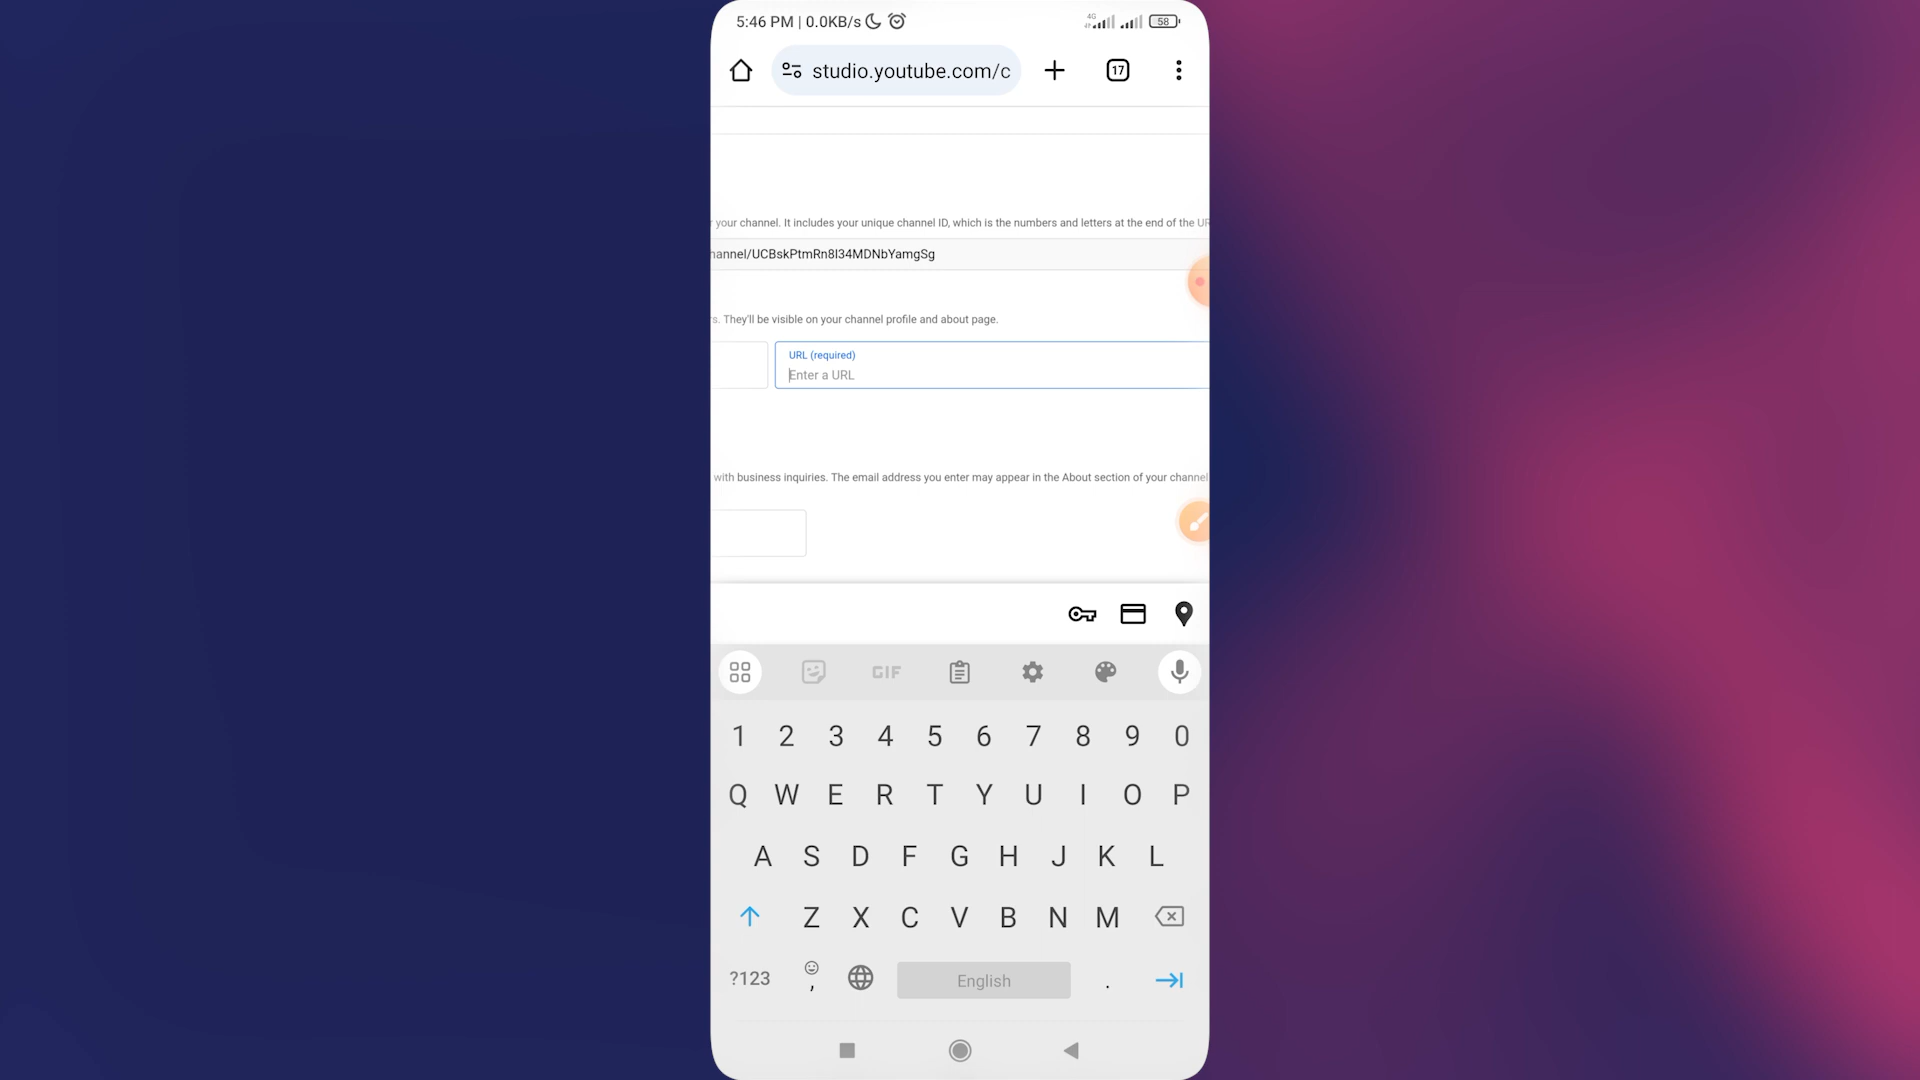 5:46 PM | 0.0KB/s 4G 58
studio.youtube.com/c 17
your channel. It includes your unique channel ID, which is the numbers and letters at the end of the UR
hannel/UCBskPtmRn8I34MDNbYamgSg
s. They'll be visible on your channel profile and about page.
URL (required)
Enter a URL
with business inquiries. The email address you enter may appear in the About section of your channel
GIF
1 2 3 4 5 6 7 8 9 0
Q W E R T Y U I O P
A S D F G H J K L
Z X C V B N M
?123 , English .